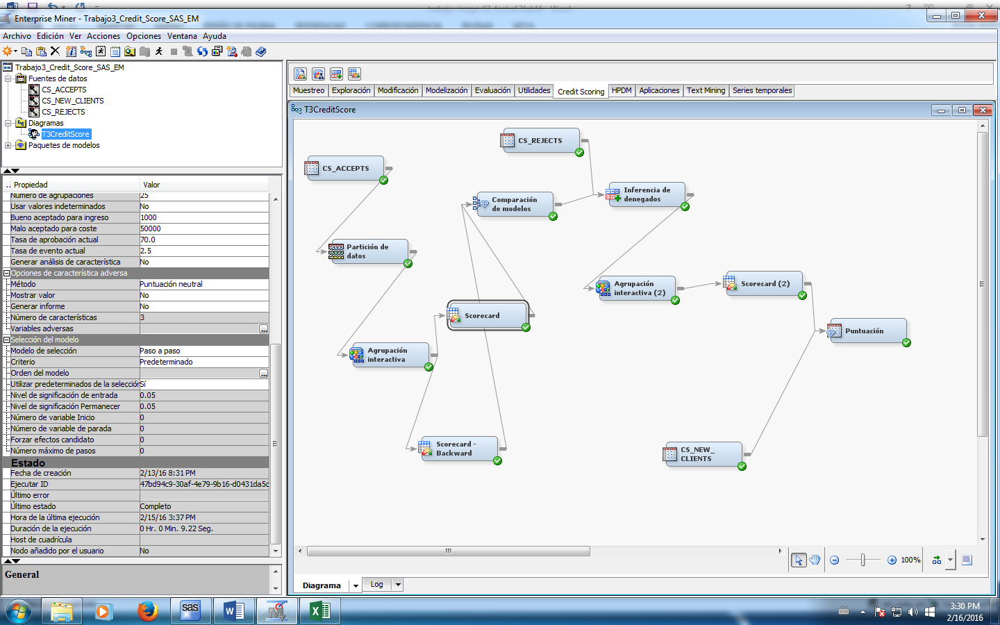 Enterprise Miner - Trabajo3_Credit_Score_SAS_EM
Archivo Edición Ver Acciones Opciones Ventana Ayuda
Trabajo3_Credit_Score_SAS_EM
Fuentes de datos
CS_ACCEPTS
CS_NEW_CLIENTS
CS_REJECTS
Diagramas
T3CreditScore
Paquetes de modelos
.. Propiedad Valor
Número de agrupaciones 25
Usar valores indeterminados No
Bueno aceptado para ingreso 1000
Malo aceptado para coste 50000
Tasa de aprobación actual 70.0
Tasa de evento actual 2.5
Generar análisis de característica No
Opciones de característica adversa
Método Puntuación neutral
Mostrar valor No
Generar informe No
Número de características 3
Variables adversas ...
Selección del modelo
Modelo de selección Paso a paso
Criterio Predeterminado
Orden del modelo ...
Utilizar predeterminados de la selección Sí
Nivel de significación de entrada 0.05
Nivel de significación Permanecer 0.05
Número de variable Inicio 0
Número de variable de parada 0
Forzar efectos candidato 0
Número máximo de pasos 0
Estado
Fecha de creación 2/13/16 8:31 PM
Ejecutar ID 47bd94c9-30af-4e79-9b16-d0431da5c
Último error
Último estado Completo
Hora de la última ejecución 2/15/16 3:37 PM
Duración de la ejecución 0 Hr. 0 Min. 9.22 Seg.
Host de cuadrícula
Nodo añadido por el usuario No
General
Muestreo Exploración Modificación Modelización Evaluación Utilidades Credit Scoring HPDM Aplicaciones Text Mining Series temporales
T3CreditScore
CS_REJECTS
CS_ACCEPTS
Inferencia de
denegados
Comparación
de modelos
Partición de
datos
Agrupación
interactiva (2)
Scorecard (2)
Scorecard
Puntuación
Agrupación
interactiva
Scorecard -
Backward
CS_NEW_
CLIENTS
100%
Diagrama Log
sas
3:30 PM
2/16/2016